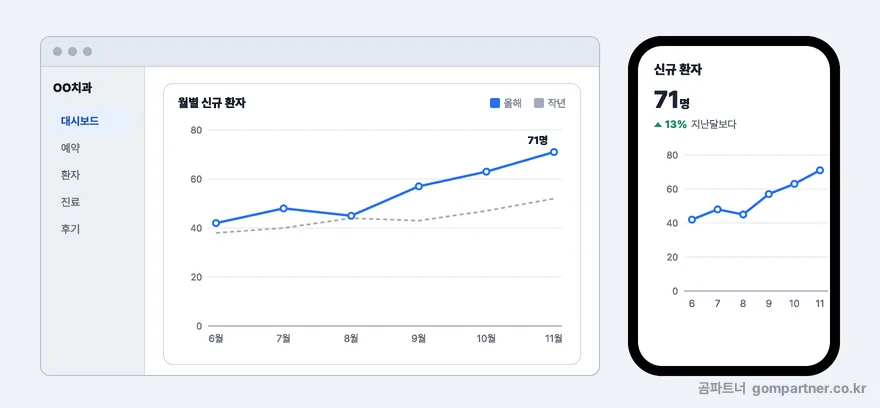 OO치과
대시보드
예약
환자
진료
후기
월별 신규 환자
올해
작년
71명
80
60
40
20
0
6월 7월 8월 9월 10월 11월
신규 환자
71명
▲ 13% 지난달보다
80
60
40
20
0
6 7 8 9 10 11
곰파트너 gompartner.co.kr